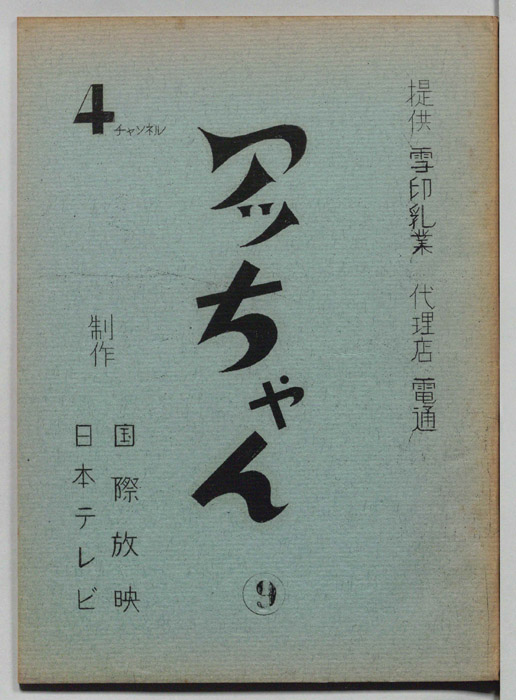 提供 雪印乳業 代理店 電通
アッちゃん
⑨
4チャンネル
制作
国際放映
日本テレビ